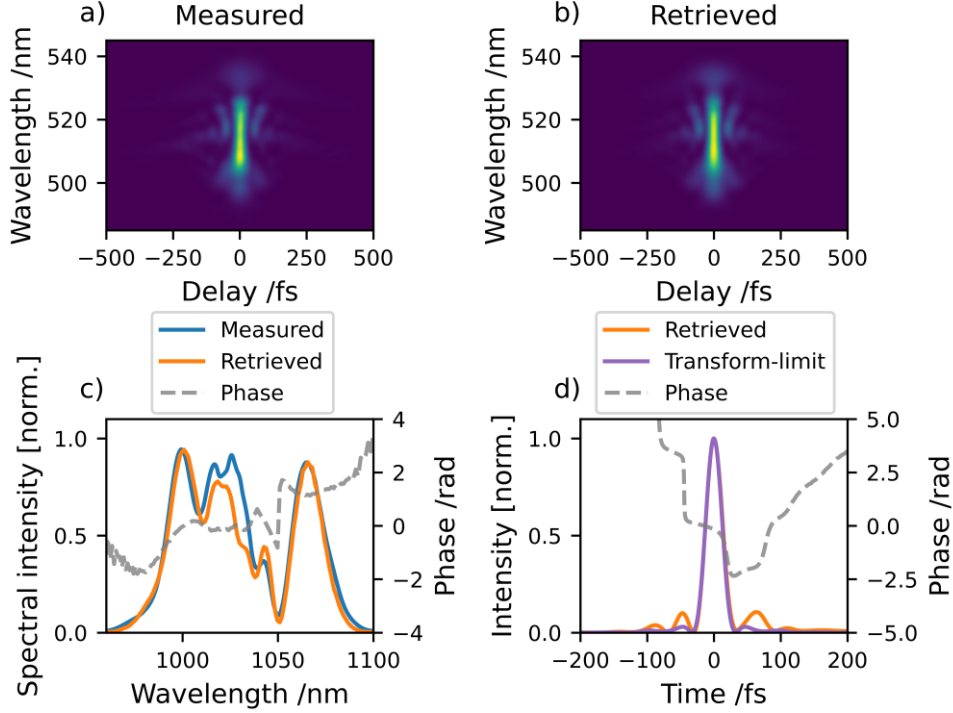 a) Measured
Wavelength /nm
540
520
500
−500 −250 0 250 500
Delay /fs
b) Retrieved
Wavelength /nm
540
520
500
−500 −250 0 250 500
Delay /fs
c)
Measured
Retrieved
Phase
Spectral intensity [norm.]
1.0
0.5
0.0
4
2
0
−2
−4
Phase /rad
1000 1050 1100
Wavelength /nm
d)
Retrieved
Transform-limit
Phase
Intensity [norm.]
1.0
0.5
0.0
5.0
2.5
0.0
−2.5
−5.0
Phase /rad
−200 −100 0 100 200
Time /fs